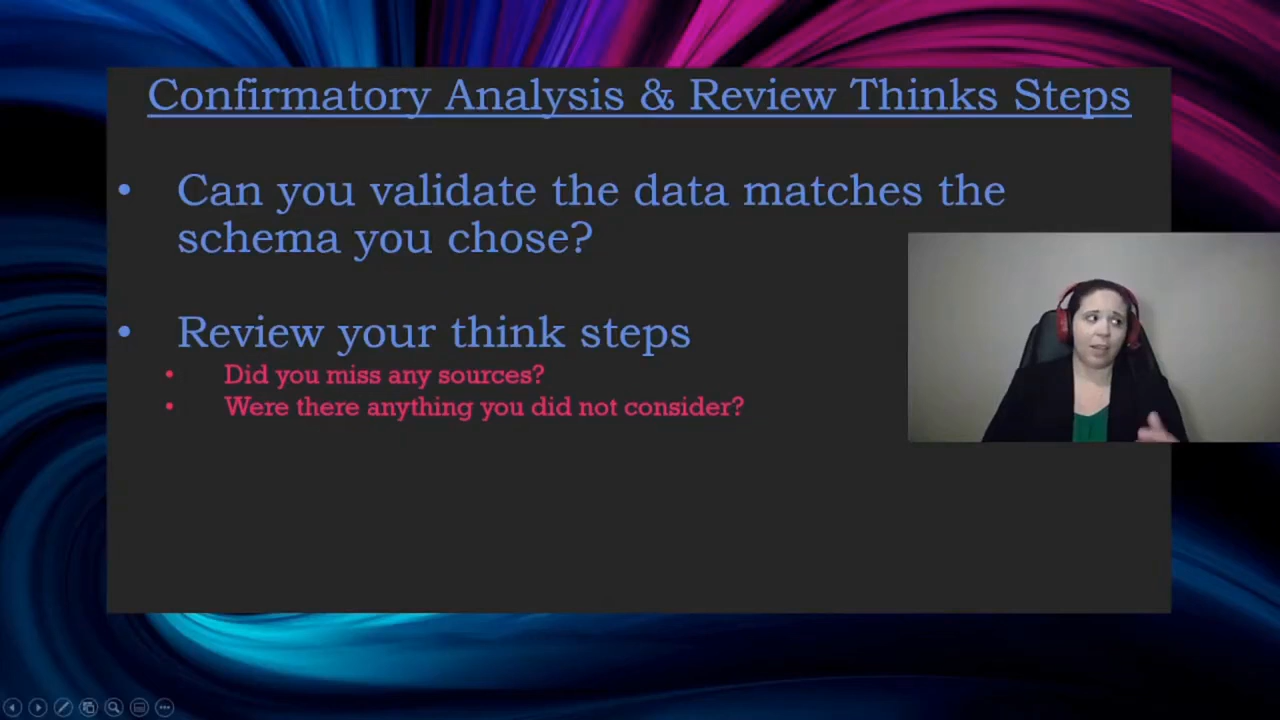 Confirmatory Analysis & Review Thinks Steps
• Can you validate the data matches the
schema you chose?
• Review your think steps
• Did you miss any sources?
• Were there anything you did not consider?